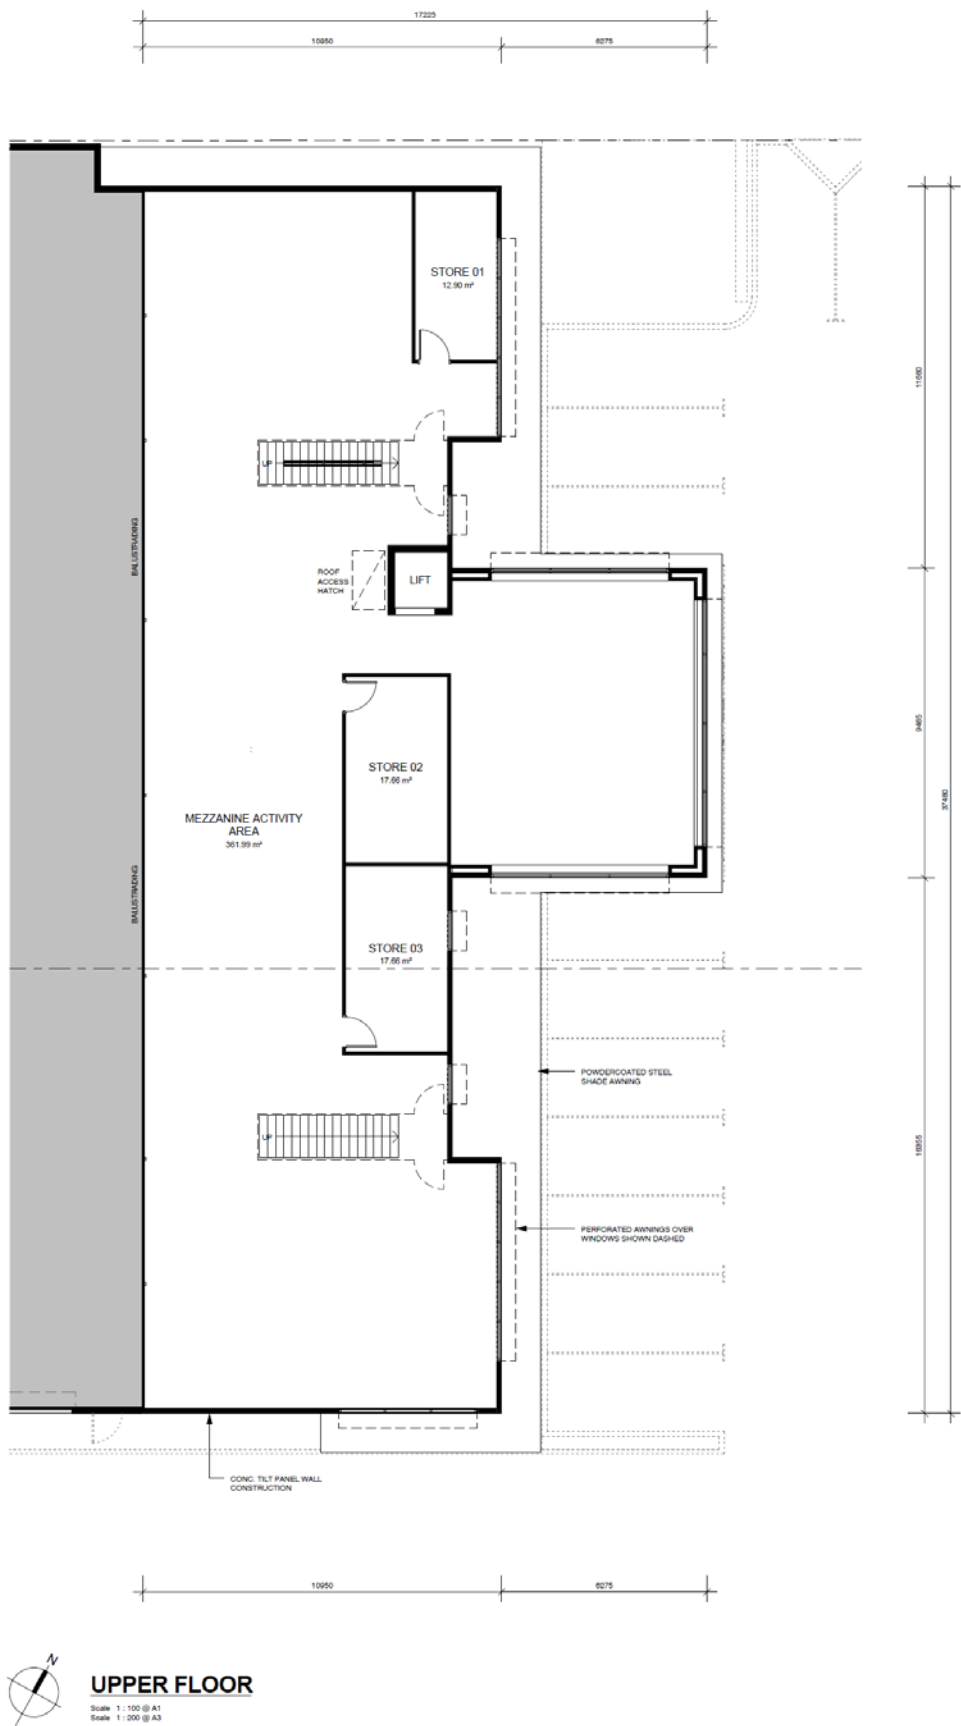 17225
10950
6275
STORE 01
12.90 m²
11660
UP
BALUSTRADING
ROOF
ACCESS
HATCH
LIFT
9465
37480
STORE 02
17.66 m²
MEZZANINE ACTIVITY
AREA
361.99 m²
BALUSTRADING
STORE 03
17.66 m²
POWDERCOATED STEEL
SHADE AWNING
UP
16355
PERFORATED AWNINGS OVER
WINDOWS SHOWN DASHED
CONC. TILT PANEL WALL
CONSTRUCTION
10950
6275
N
UPPER FLOOR
Scale 1 : 100 @ A1
Scale 1 : 200 @ A3